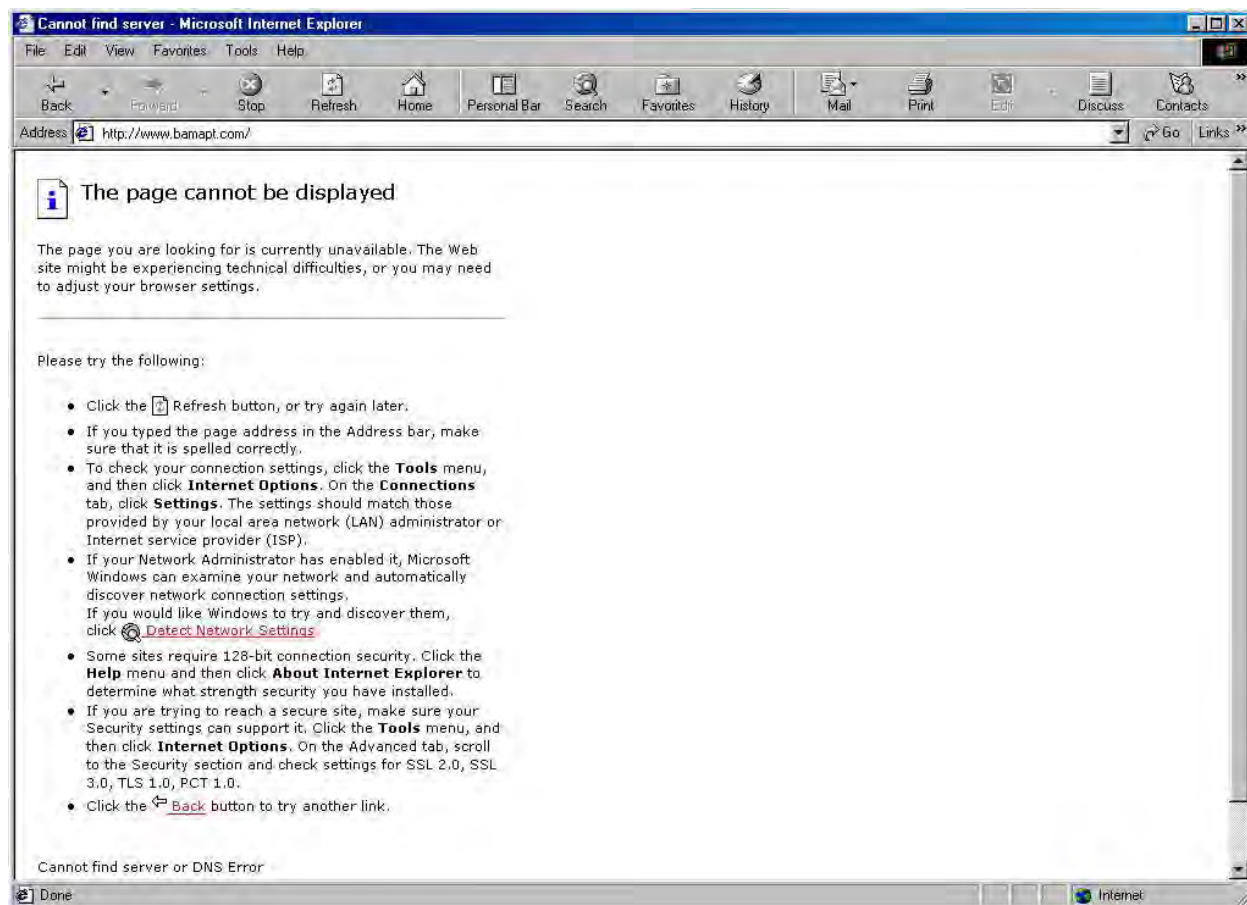 Cannot find server - Microsoft Internet Explorer
File Edit View Favorites Tools Help
Back Forward Stop Refresh Home Personal Bar Search Favorites History Mail Print Edit Discuss Contacts
Address http://www.bamapt.com/ Go Links
The page cannot be displayed
The page you are looking for is currently unavailable. The Web
site might be experiencing technical difficulties, or you may need
to adjust your browser settings.
Please try the following:
• Click the Refresh button, or try again later.
• If you typed the page address in the Address bar, make
sure that it is spelled correctly.
• To check your connection settings, click the Tools menu,
and then click Internet Options. On the Connections
tab, click Settings. The settings should match those
provided by your local area network (LAN) administrator or
Internet service provider (ISP).
• If your Network Administrator has enabled it, Microsoft
Windows can examine your network and automatically
discover network connection settings.
If you would like Windows to try and discover them,
click Detect Network Settings
• Some sites require 128-bit connection security. Click the
Help menu and then click About Internet Explorer to
determine what strength security you have installed.
• If you are trying to reach a secure site, make sure your
Security settings can support it. Click the Tools menu, and
then click Internet Options. On the Advanced tab, scroll
to the Security section and check settings for SSL 2.0, SSL
3.0, TLS 1.0, PCT 1.0.
• Click the Back button to try another link.
Cannot find server or DNS Error
Done Internet